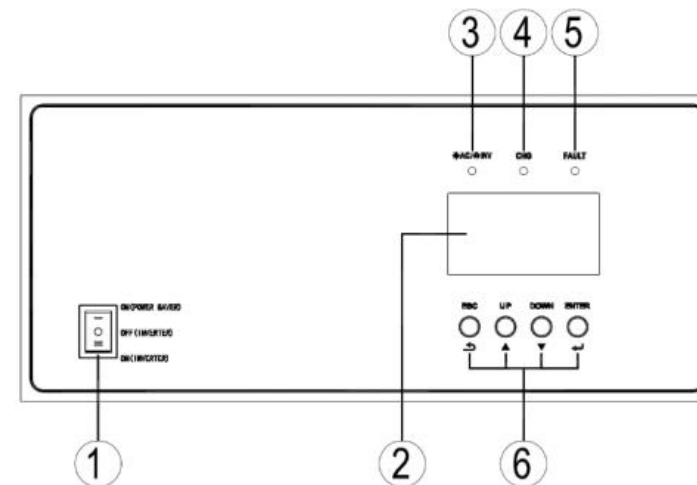 3 4 5
☀AC/☀INV CHG FAULT
2
ESC UP DOWN ENTER
ON(POWER SAVER)
OFF(INVERTER)
ON(INVERTER)
1 2 6